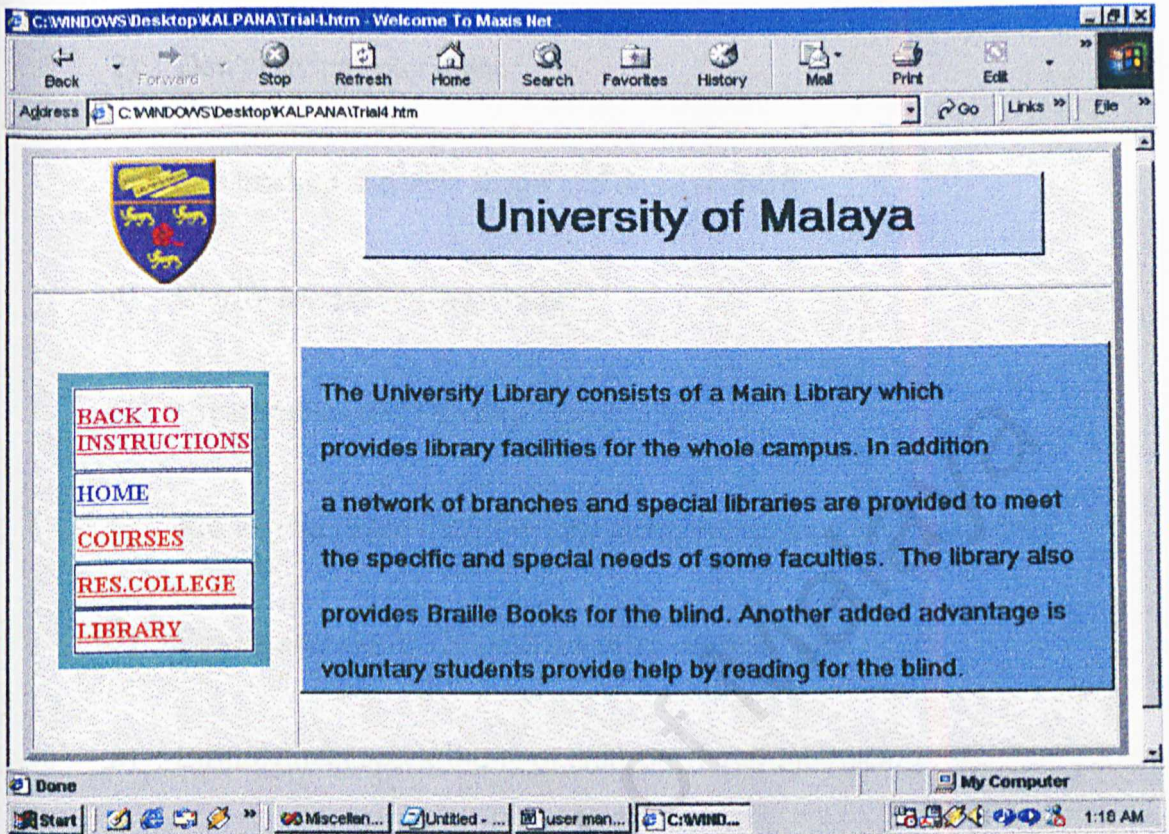 C:\WINDOWS\Desktop\KALPANA\Trial4.htm - Welcome To Maxis Net
Back Forward Stop Refresh Home Search Favorites History Mail Print Edit »
Address C:\WINDOWS\Desktop\KALPANA\Trial4.htm Go Links » File »
University of Malaya
BACK TO
INSTRUCTIONS
HOME
COURSES
RES.COLLEGE
LIBRARY
The University Library consists of a Main Library which
provides library facilities for the whole campus. In addition
a network of branches and special libraries are provided to meet
the specific and special needs of some faculties. The library also
provides Braille Books for the blind. Another added advantage is
voluntary students provide help by reading for the blind.
Done My Computer
Start » Miscellan... Untitled - ... user man... C:\WIND... 1:18 AM